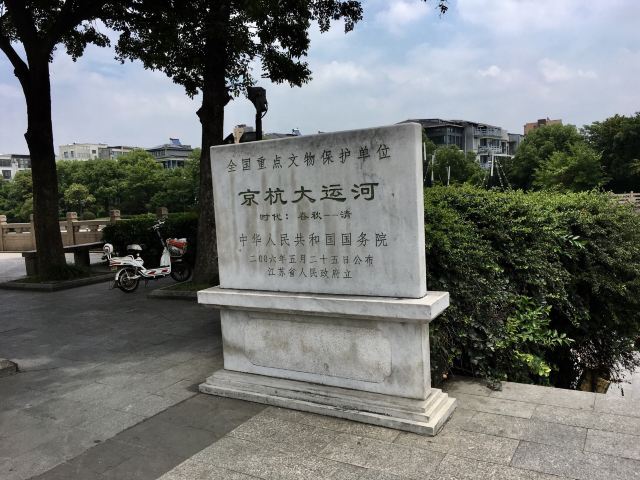 全国重点文物保护单位
京杭大运河
时代：春秋——清
中华人民共和国国务院
二〇〇六年五月二十五日公布
江苏省人民政府立